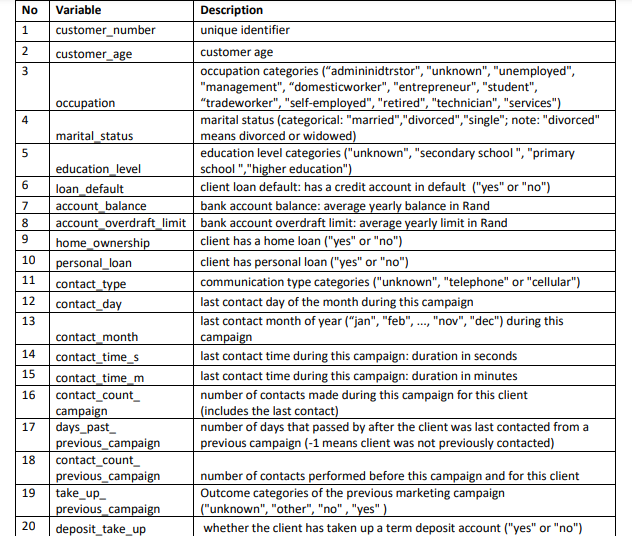 No Variable Description
1 customer_number unique identifier
2 customer_age customer age
3 occupation categories (“admininidtrstor", "unknown", "unemployed",
"management", “domesticworker", "entrepreneur", "student",
occupation “tradeworker", "self-employed", "retired", "technician", "services")
4 marital status (categorical: "married","divorced","single"; note: "divorced"
marital_status means divorced or widowed)
5 education level categories ("unknown", "secondary school ", "primary
education_level school ","higher education")
6 loan_default client loan default: has a credit account in default ("yes" or "no")
7 account_balance bank account balance: average yearly balance in Rand
8 account_overdraft_limit bank account overdraft limit: average yearly limit in Rand
9 home_ownership client has a home loan ("yes" or "no")
10 personal_loan client has personal loan ("yes" or "no")
11 contact_type communication type categories ("unknown", "telephone" or "cellular")
12 contact_day last contact day of the month during this campaign
13 last contact month of year (“jan", "feb", ..., "nov", "dec") during this
contact_month campaign
14 contact_time_s last contact time during this campaign: duration in seconds
15 contact_time_m last contact time during this campaign: duration in minutes
16 contact_count_ number of contacts made during this campaign for this client
campaign (includes the last contact)
17 days_past_ number of days that passed by after the client was last contacted from a
previous_campaign previous campaign (-1 means client was not previously contacted)
18 contact_count_
previous_campaign number of contacts performed before this campaign and for this client
19 take_up_ Outcome categories of the previous marketing campaign
previous_campaign ("unknown", "other", "no" , "yes" )
20 deposit_take_up whether the client has taken up a term deposit account ("yes" or "no")